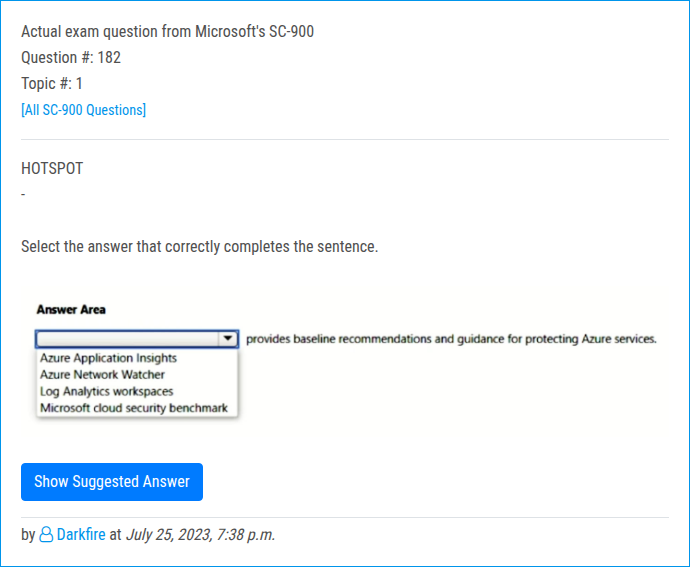 Actual exam question from Microsoft's SC-900
Question #: 182
Topic #: 1
[All SC-900 Questions]
HOTSPOT
-
Select the answer that correctly completes the sentence.
Answer Area
provides baseline recommendations and guidance for protecting Azure services.
Azure Application Insights
Azure Network Watcher
Log Analytics workspaces
Microsoft cloud security benchmark
Show Suggested Answer
by Darkfire at July 25, 2023, 7:38 p.m.